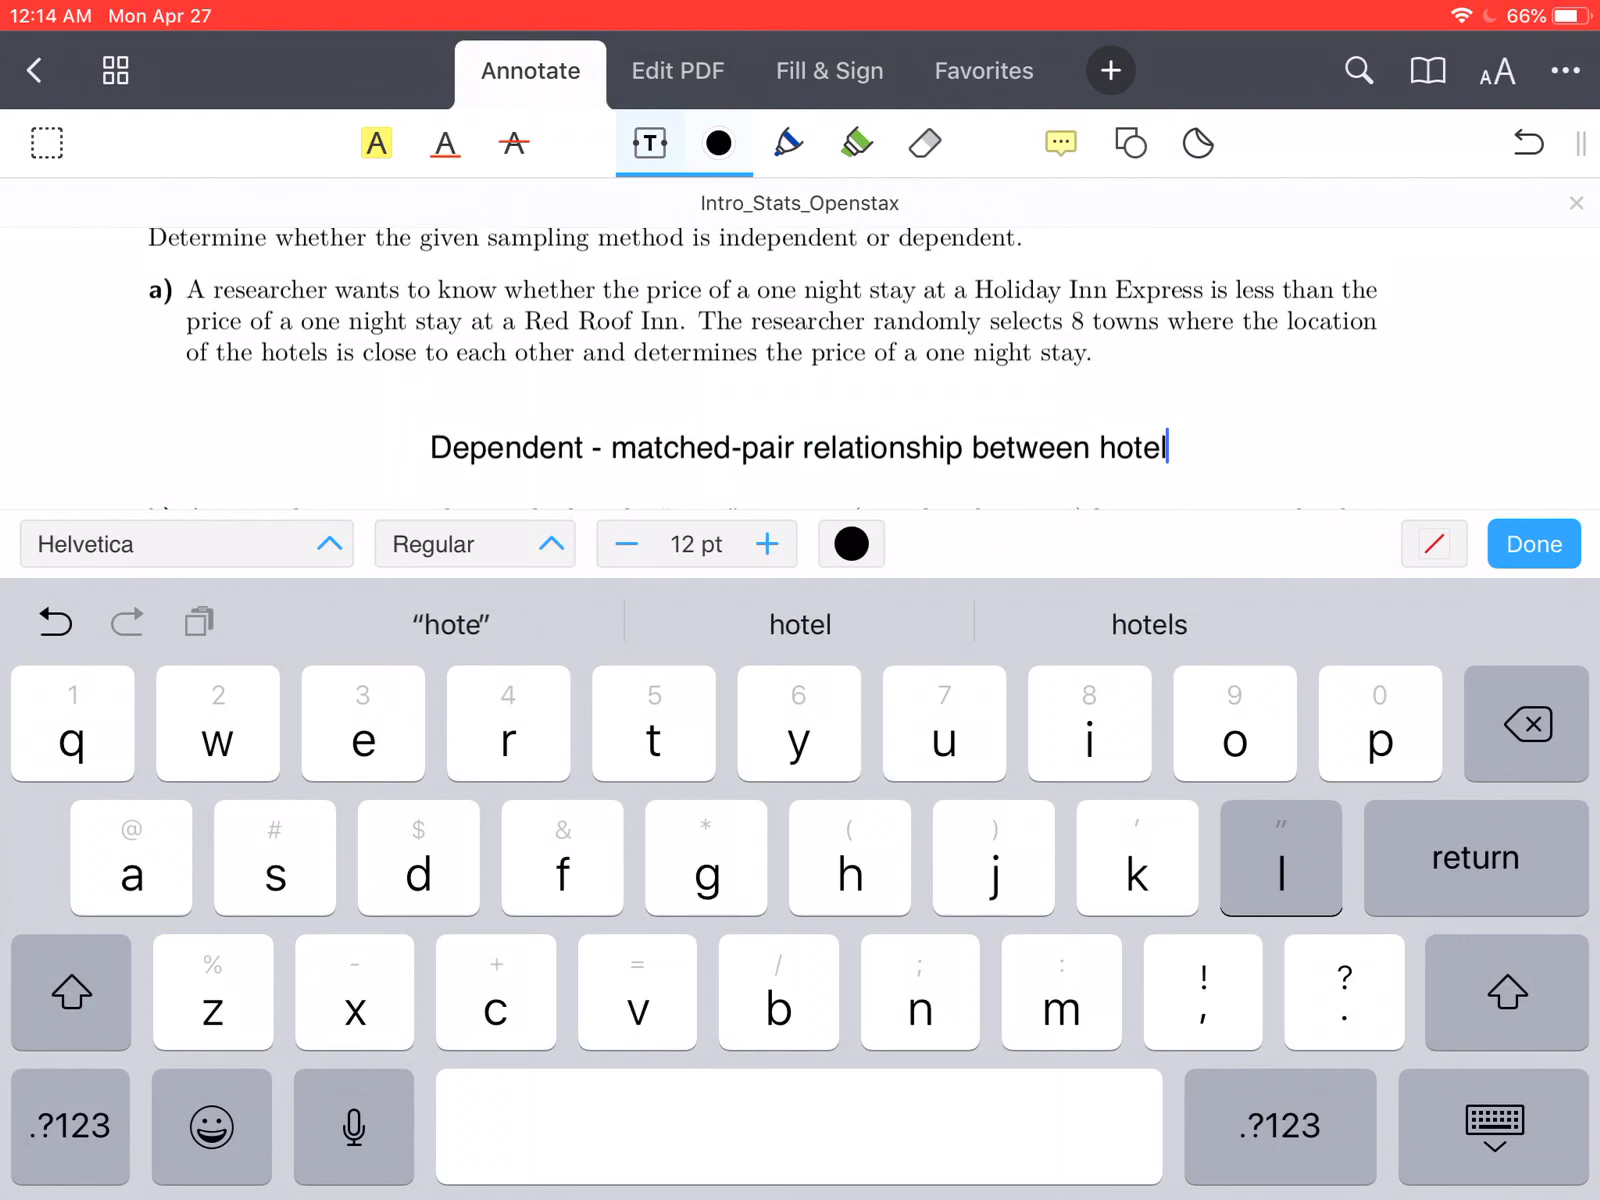 12:14 AM Mon Apr 27 66%
Annotate Edit PDF Fill & Sign Favorites + AA
A A A T
Intro_Stats_Openstax
Determine whether the given sampling method is independent or dependent.
a) A researcher wants to know whether the price of a one night stay at a Holiday Inn Express is less than the
price of a one night stay at a Red Roof Inn. The researcher randomly selects 8 towns where the location
of the hotels is close to each other and determines the price of a one night stay.
Dependent - matched-pair relationship between hotel
Helvetica Regular − 12 pt + Done
“hote” hotel hotels
1 2 3 4 5 6 7 8 9 0
q w e r t y u i o p
@ # $ & * ( ) ' "
a s d f g h j k l return
% - + = / ; : ! ?
z x c v b n m , .
.?123 .?123